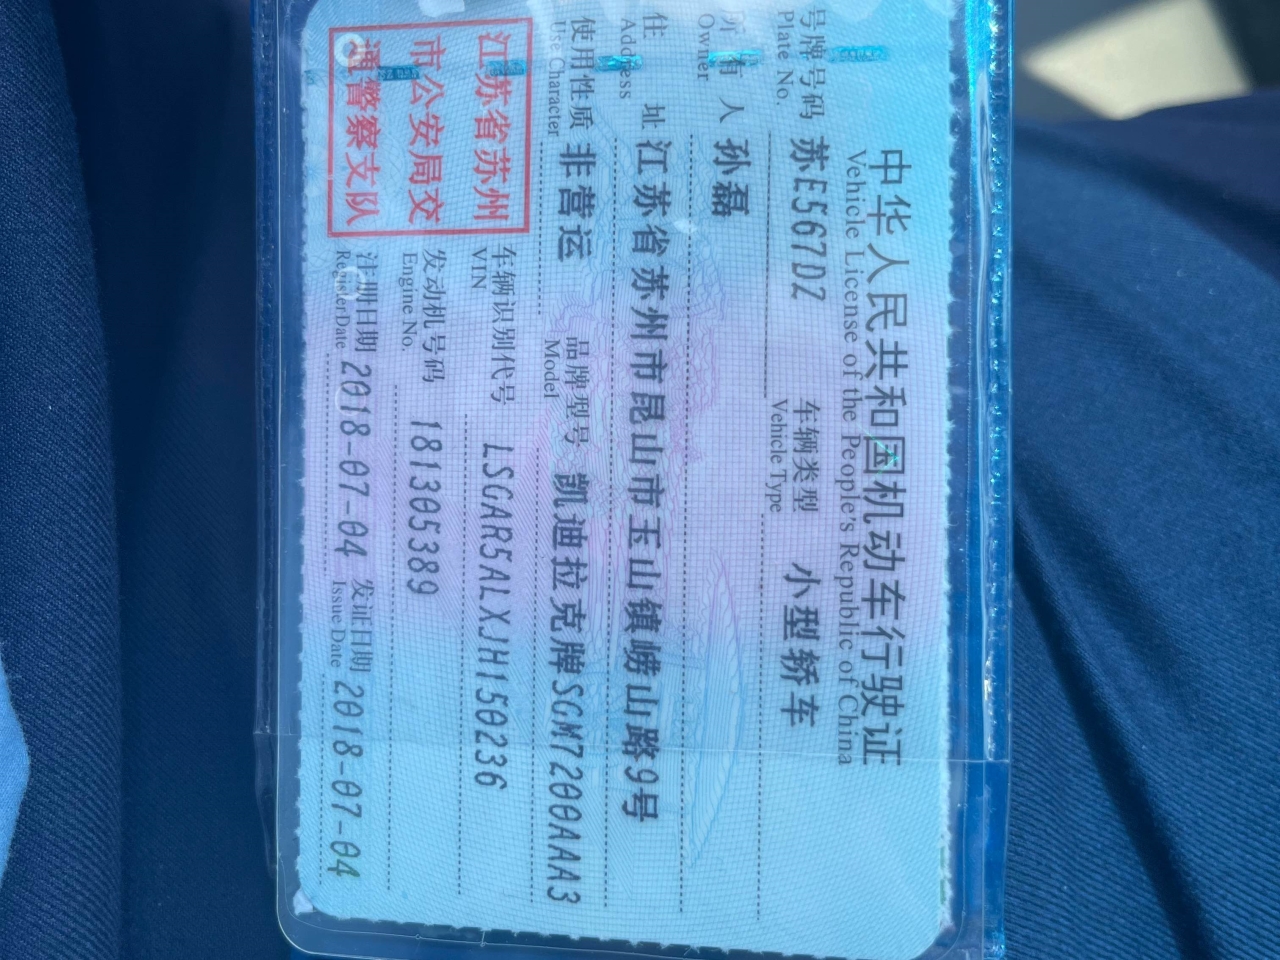 中华人民共和国机动车行驶证
Vehicle License of the People's Republic of China
号牌号码 苏E567DZ 车辆类型 小型轿车
Plate No. Vehicle Type
所有人 孙磊
Owner
住址 江苏省苏州市昆山市玉山镇崂山路9号
Address
使用性质 非营运 品牌型号 凯迪拉克牌SGM7200AAA3
Use Character Model
江苏省苏州市公安局交通警察支队
车辆识别代号 LSGAR5ALXJH150236
VIN
发动机号码 181305389
Engine No.
注册日期 2018-07-04 发证日期 2018-07-04
Register Date Issue Date